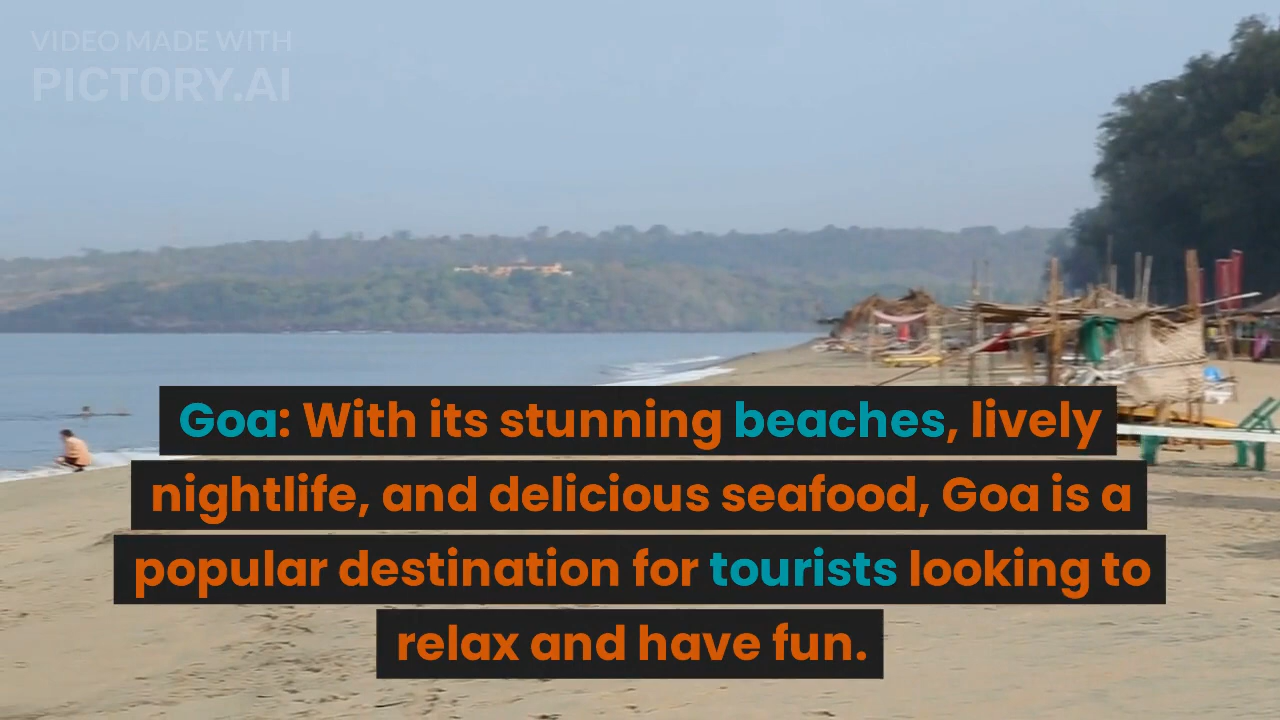 VIDEO MADE WITH
PICTORY.AI
Goa: With its stunning beaches, lively
nightlife, and delicious seafood, Goa is a
popular destination for tourists looking to
relax and have fun.